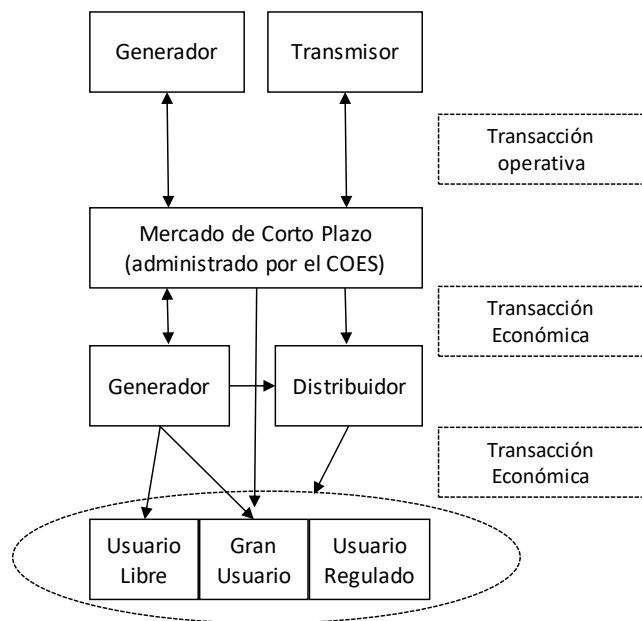 Generador
Transmisor
Transacción
operativa
Mercado de Corto Plazo
(administrado por el COES)
Transacción
Económica
Generador
Distribuidor
Transacción
Económica
Usuario
Libre
Gran
Usuario
Usuario
Regulado